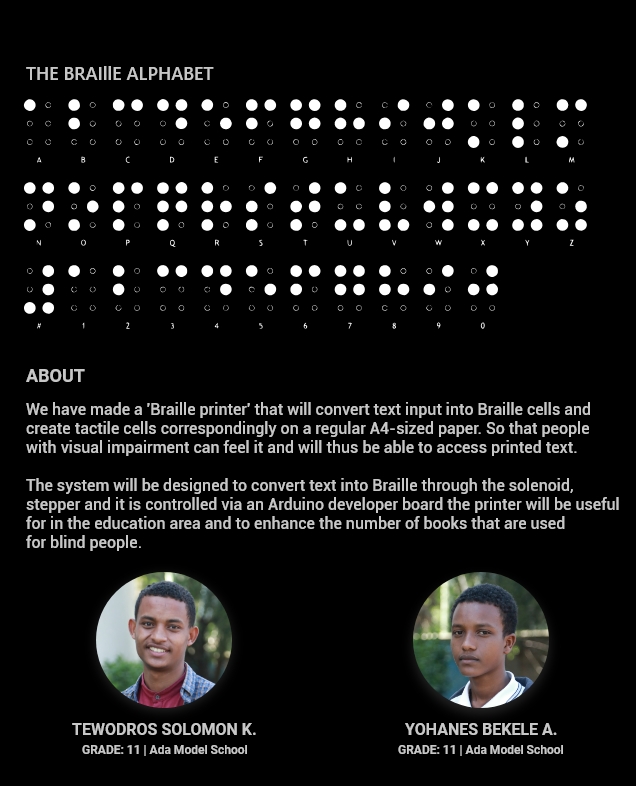 THE BRAIllE ALPHABET
A B C D E F G H I J K L M
N O P Q R S T U V W X Y Z
# 1 2 3 4 5 6 7 8 9 0
ABOUT
We have made a 'Braille printer' that will convert text input into Braille cells and
create tactile cells correspondingly on a regular A4-sized paper. So that people
with visual impairment can feel it and will thus be able to access printed text.
The system will be designed to convert text into Braille through the solenoid,
stepper and it is controlled via an Arduino developer board the printer will be useful
for in the education area and to enhance the number of books that are used
for blind people.
TEWODROS SOLOMON K.
GRADE: 11 | Ada Model School
YOHANES BEKELE A.
GRADE: 11 | Ada Model School